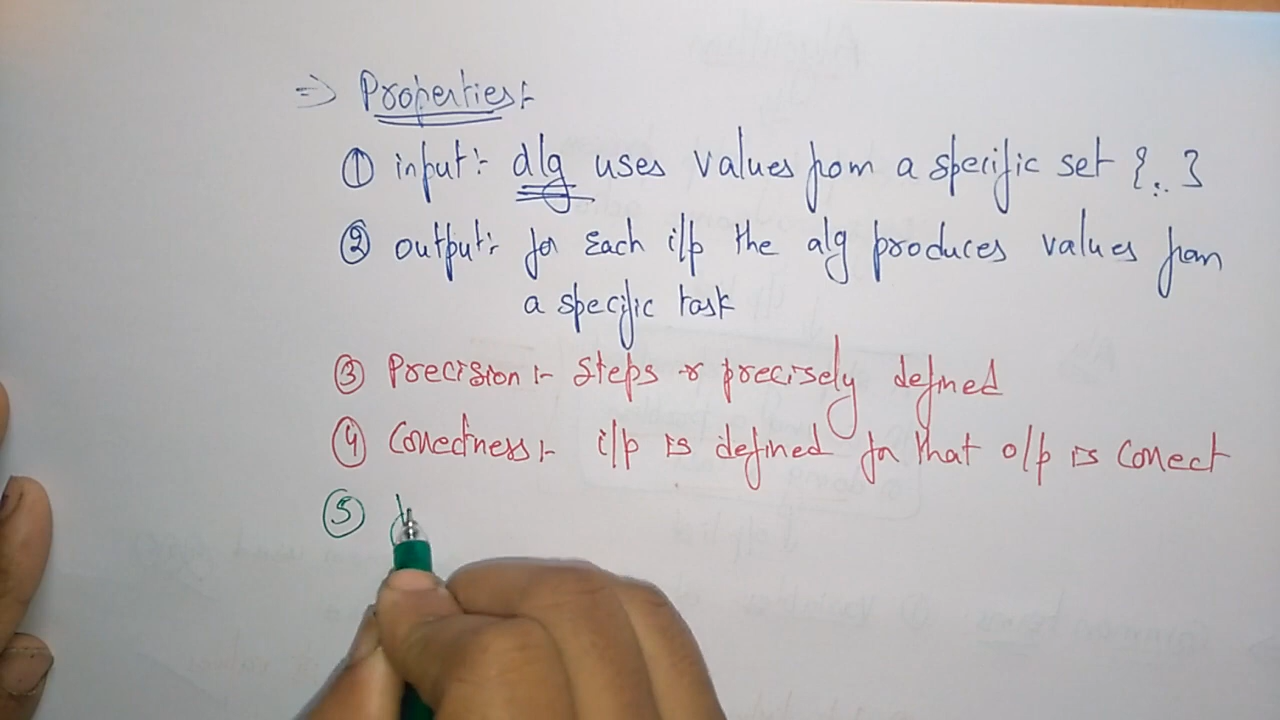 ⇒ Properties:-
① input:- alg uses values from a specific set {..}
② output:- for Each i/p the alg produces values from
a specific task
③ Precision:- Steps r precisely defined
④ Correctness:- i/p is defined for that o/p is Correct
⑤